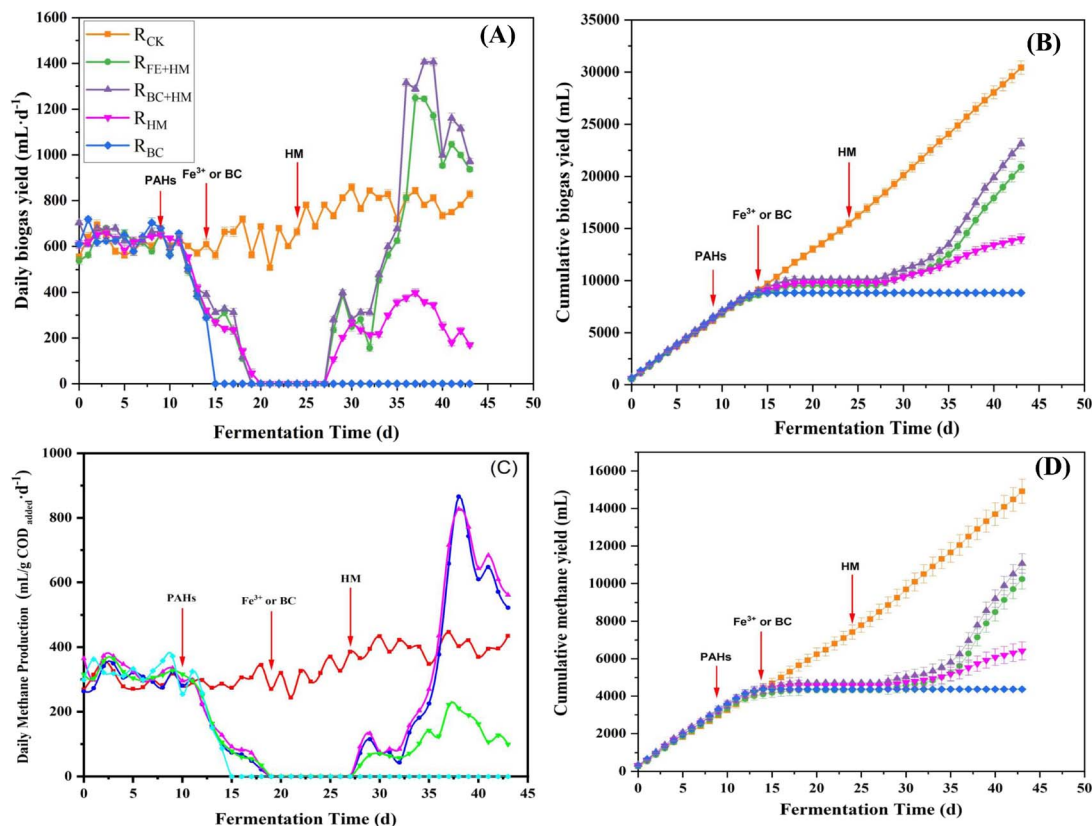 (A)
R_CK
R_FE+HM
R_BC+HM
R_HM
R_BC
PAHs
Fe³⁺ or BC
HM
Daily biogas yield (mL·d⁻¹)
1600
1400
1200
1000
800
600
400
200
0
0 5 10 15 20 25 30 35 40 45 50
Fermentation Time (d)
(B)
PAHs
Fe³⁺ or BC
HM
Cumulative biogas yield (mL)
35000
30000
25000
20000
15000
10000
5000
0
0 5 10 15 20 25 30 35 40 45 50
Fermentation Time (d)
(C)
PAHs
Fe³⁺ or BC
HM
Daily Methane Production (mL/g COD_added·d⁻¹)
1000
800
600
400
200
0
0 5 10 15 20 25 30 35 40 45 50
Fermentation Time (d)
(D)
PAHs
Fe³⁺ or BC
HM
Cumulative methane yield (mL)
16000
14000
12000
10000
8000
6000
4000
2000
0
0 5 10 15 20 25 30 35 40 45 50
Fermentation Time (d)